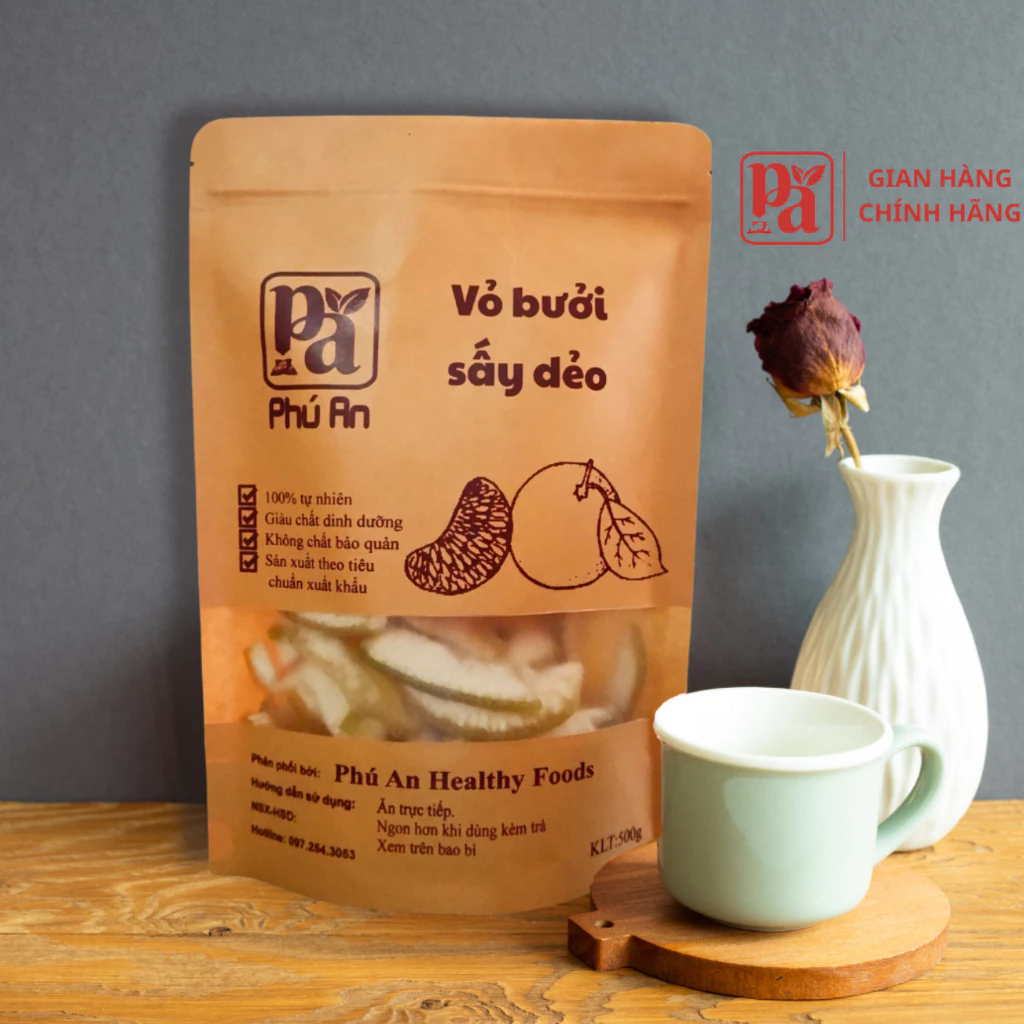 Pa
GIAN HÀNG
CHÍNH HÃNG
Pa
Phú An
Vỏ bưởi
sấy dẻo
100% tự nhiên
Giàu chất dinh dưỡng
Không chất bảo quản
Sản xuất theo tiêu
chuẩn xuất khẩu
Phân phối bởi: Phú An Healthy Foods
Hướng dẫn sử dụng: Ăn trực tiếp.
Ngon hơn khi dùng kèm trà
NSX-HSD: Xem trên bao bì
Hotline: 097.254.3053
KLT:500g